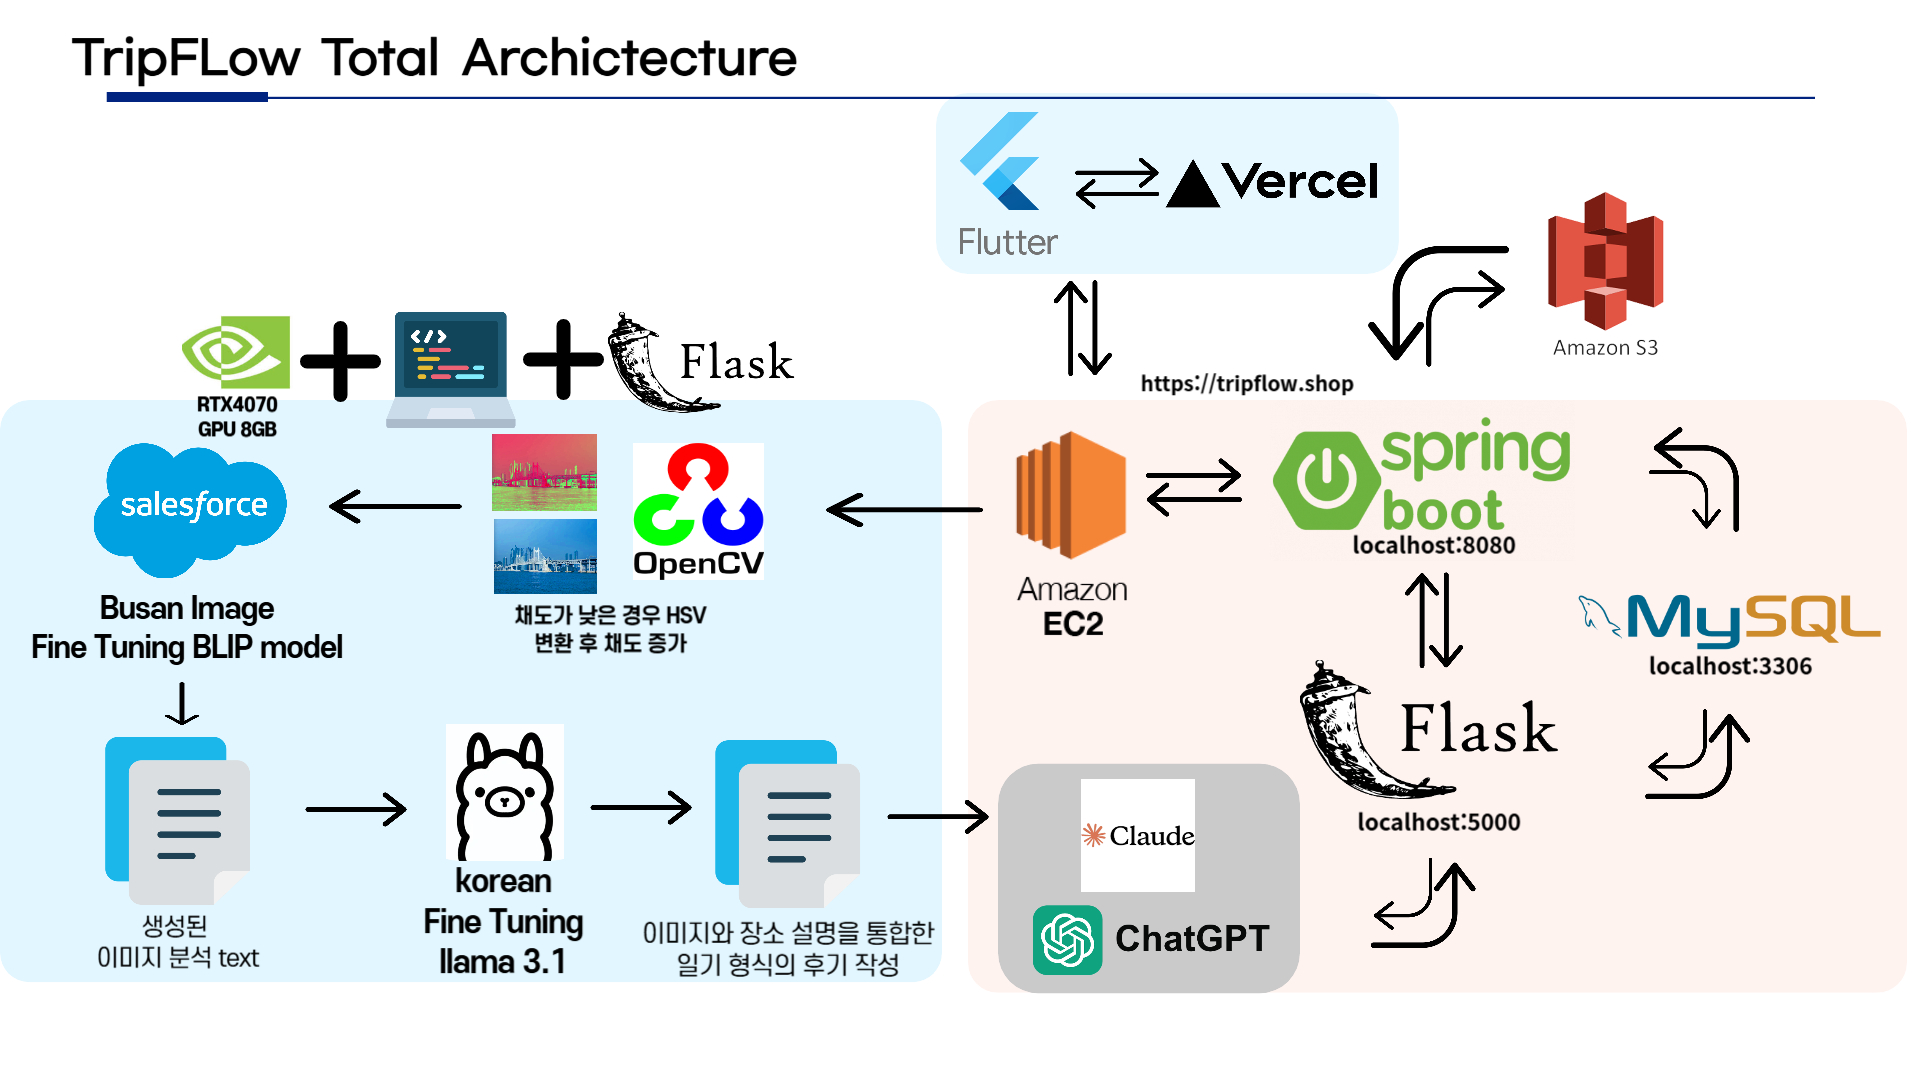 TripFLow Total Archictecture
Flutter
Vercel
Amazon S3
https://tripflow.shop
RTX4070
GPU 8GB
</>
Flask
salesforce
Busan Image
Fine Tuning BLIP model
OpenCV
채도가 낮은 경우 HSV
변환 후 채도 증가
생성된
이미지 분석 text
korean
Fine Tuning
llama 3.1
이미지와 장소 설명을 통합한
일기 형식의 후기 작성
Amazon
EC2
spring
boot
localhost:8080
MySQL
localhost:3306
Flask
localhost:5000
Claude
ChatGPT